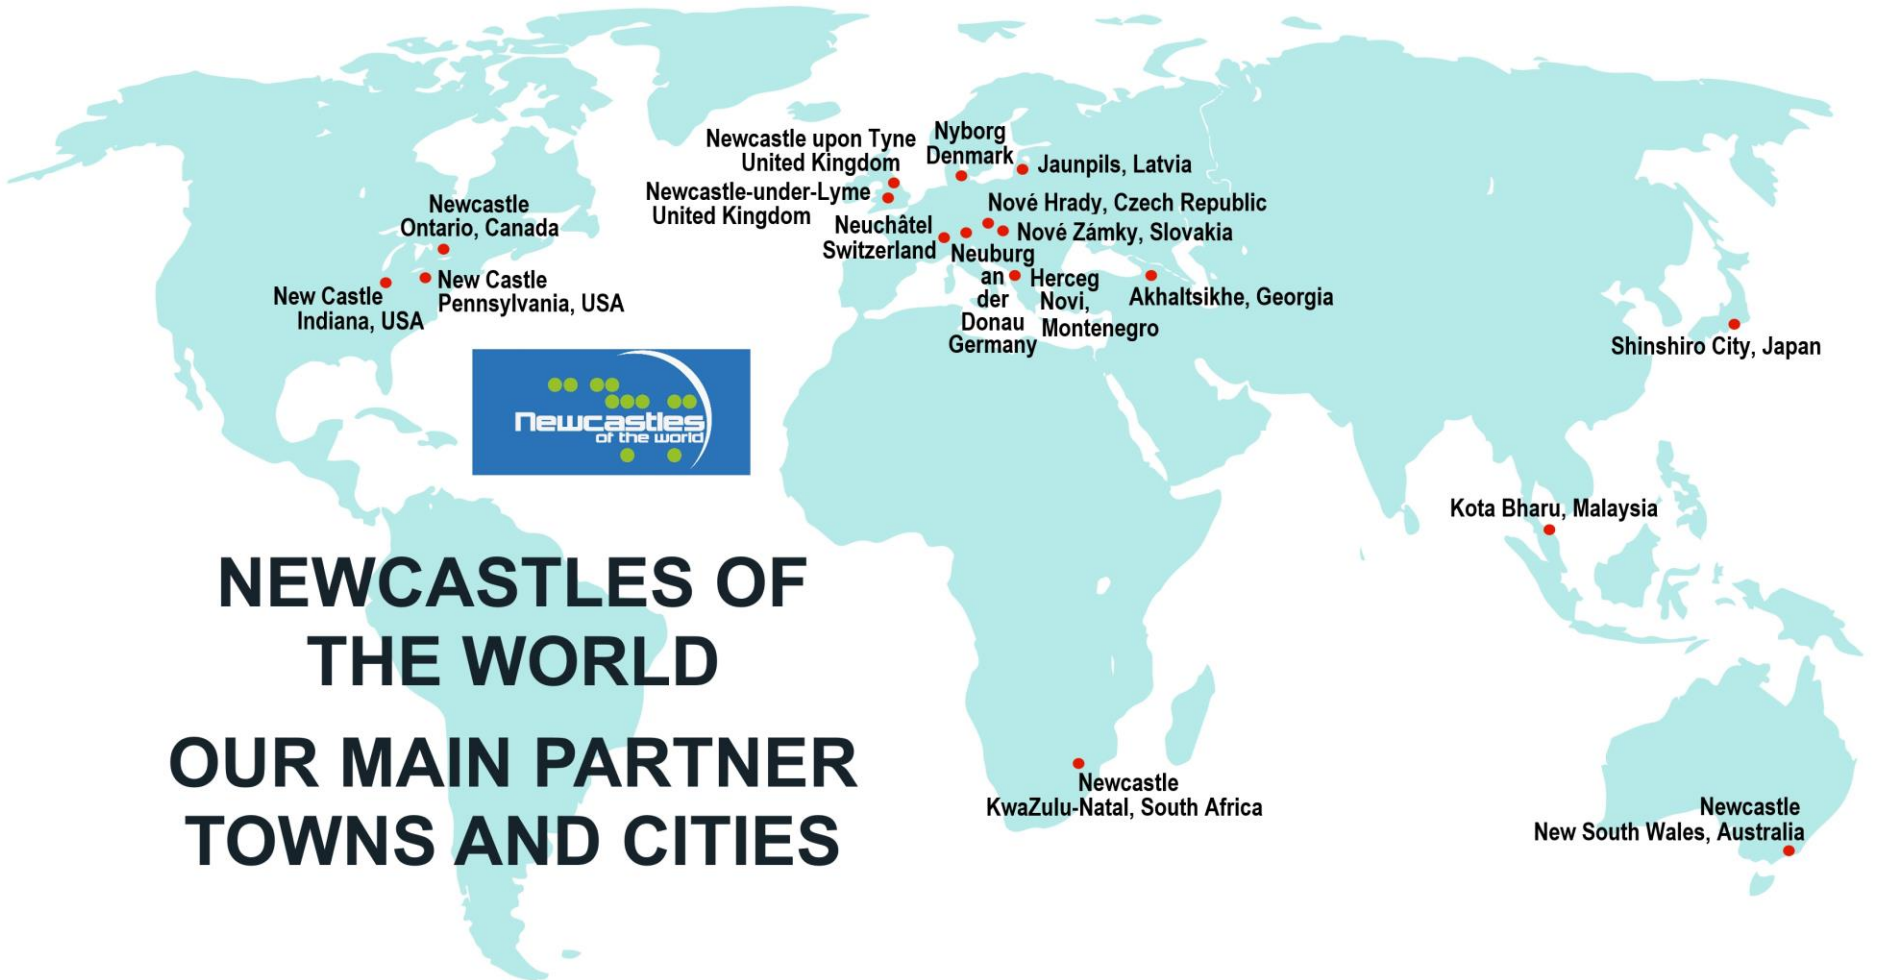 Newcastle upon Tyne
United Kingdom
Nyborg
Denmark
Jaunpils, Latvia
Newcastle-under-Lyme
United Kingdom
Newcastle
Ontario, Canada
Nové Hrady, Czech Republic
Neuchâtel
Switzerland
Nové Zámky, Slovakia
Neuburg
an
der
Donau
Germany
Herceg
Novi,
Montenegro
Akhaltsikhe, Georgia
New Castle
Indiana, USA
New Castle
Pennsylvania, USA
Shinshiro City, Japan
Newcastles
of the world
Kota Bharu, Malaysia
NEWCASTLES OF
THE WORLD
OUR MAIN PARTNER
TOWNS AND CITIES
Newcastle
KwaZulu-Natal, South Africa
Newcastle
New South Wales, Australia